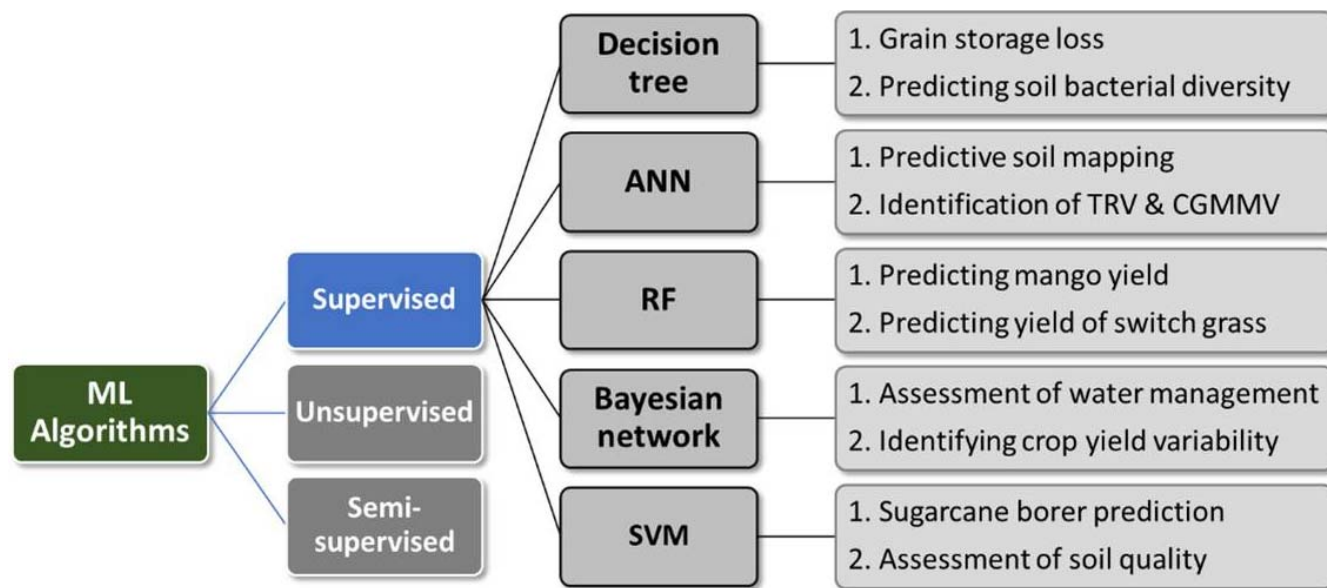 ML
Algorithms
Supervised
Unsupervised
Semi-
supervised
Decision
tree
1. Grain storage loss
2. Predicting soil bacterial diversity
ANN
1. Predictive soil mapping
2. Identification of TRV & CGMMV
RF
1. Predicting mango yield
2. Predicting yield of switch grass
Bayesian
network
1. Assessment of water management
2. Identifying crop yield variability
SVM
1. Sugarcane borer prediction
2. Assessment of soil quality